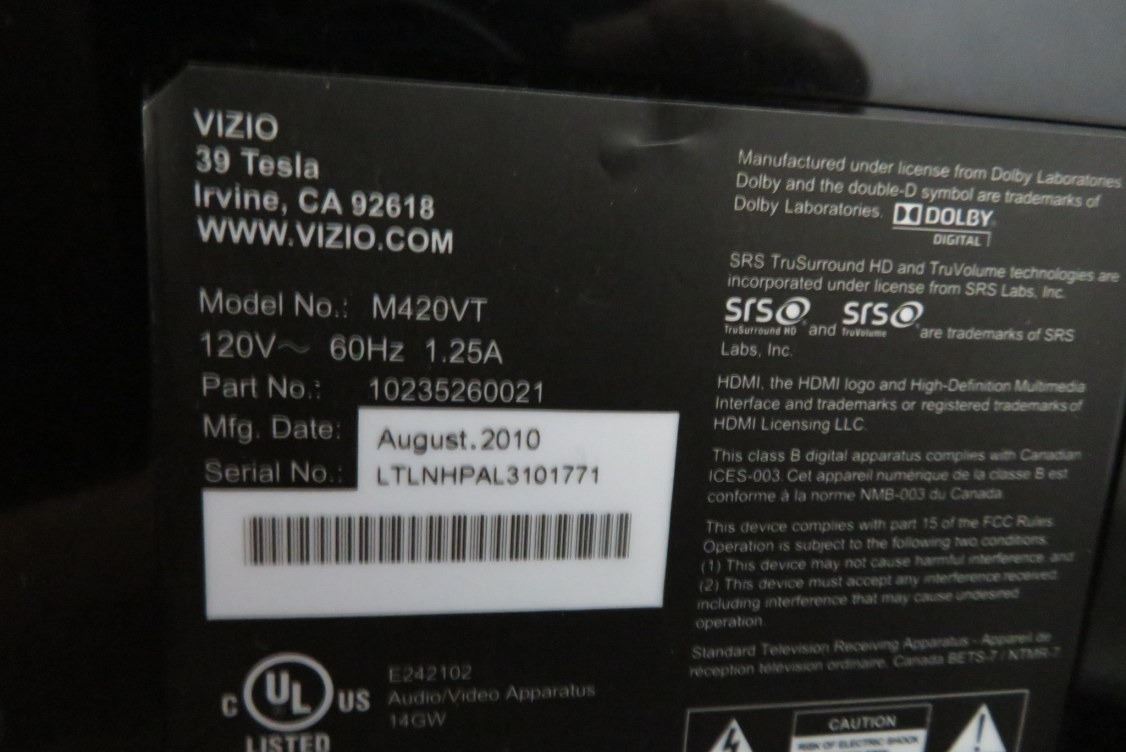 VIZIO
39 Tesla
Irvine, CA 92618
WWW.VIZIO.COM
Model No.: M420VT
120V~ 60Hz 1.25A
Part No.: 10235260021
Mfg. Date: August.2010
Serial No.: LTLNHPAL3101771
C UL US
LISTED
E242102
Audio/Video Apparatus
14GW
Manufactured under license from Dolby Laboratories
Dolby and the double-D symbol are trademarks of
Dolby Laboratories. DOLBY
DIGITAL
SRS TruSurround HD and TruVolume technologies are
incorporated under license from SRS Labs, Inc.
SRS SRS
TruSurround HD and TruVolume are trademarks of SRS
Labs, Inc.
HDMI, the HDMI logo and High-Definition Multimedia
Interface and trademarks or registered trademarks of
HDMI Licensing LLC.
This class B digital apparatus complies with Canadian
ICES-003. Cet appareil numérique de la classe B est
conforme à la norme NMB-003 du Canada
This device complies with part 15 of the FCC Rules.
Operation is subject to the following two conditions:
(1) This device may not cause harmful interference, and
(2) This device must accept any interference received,
including interference that may cause undesired
operation.
Standard Television Receiving Apparatus - Appareil de
réception télévision ordinaire, Canada BETS-7 / NTMR-7
CAUTION
RISK OF ELECTRIC SHOCK